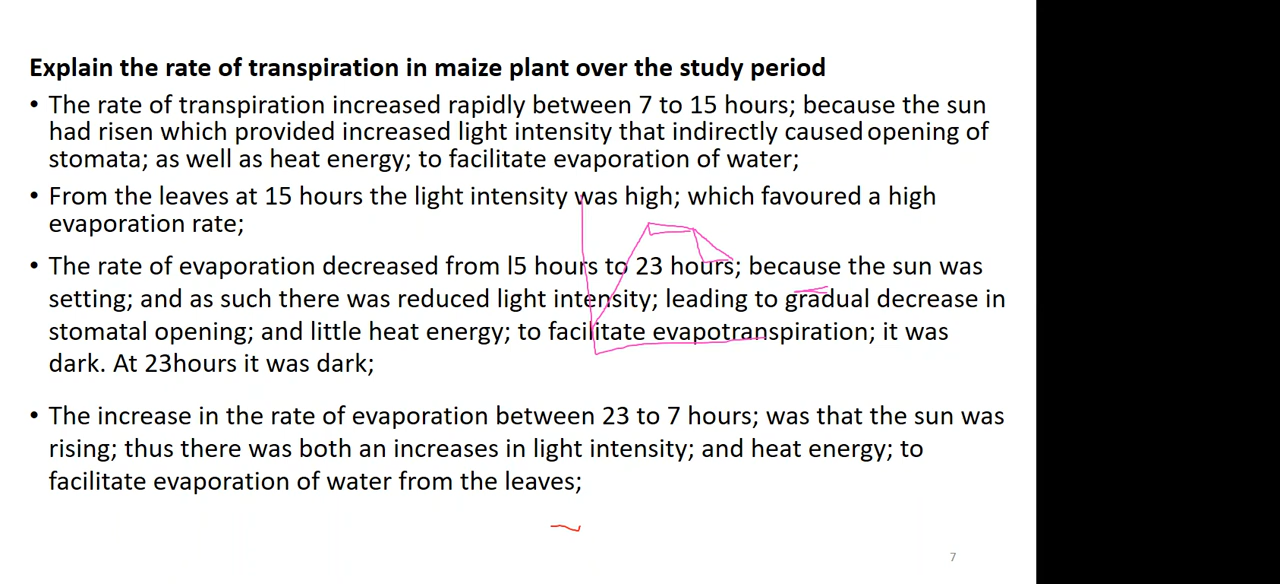 Explain the rate of transpiration in maize plant over the study period
• The rate of transpiration increased rapidly between 7 to 15 hours; because the sun
had risen which provided increased light intensity that indirectly caused opening of
stomata; as well as heat energy; to facilitate evaporation of water;
• From the leaves at 15 hours the light intensity was high; which favoured a high
evaporation rate;
• The rate of evaporation decreased from l5 hours to 23 hours; because the sun was
setting; and as such there was reduced light intensity; leading to gradual decrease in
stomatal opening; and little heat energy; to facilitate evapotranspiration; it was
dark. At 23hours it was dark;
• The increase in the rate of evaporation between 23 to 7 hours; was that the sun was
rising; thus there was both an increases in light intensity; and heat energy; to
facilitate evaporation of water from the leaves;
7